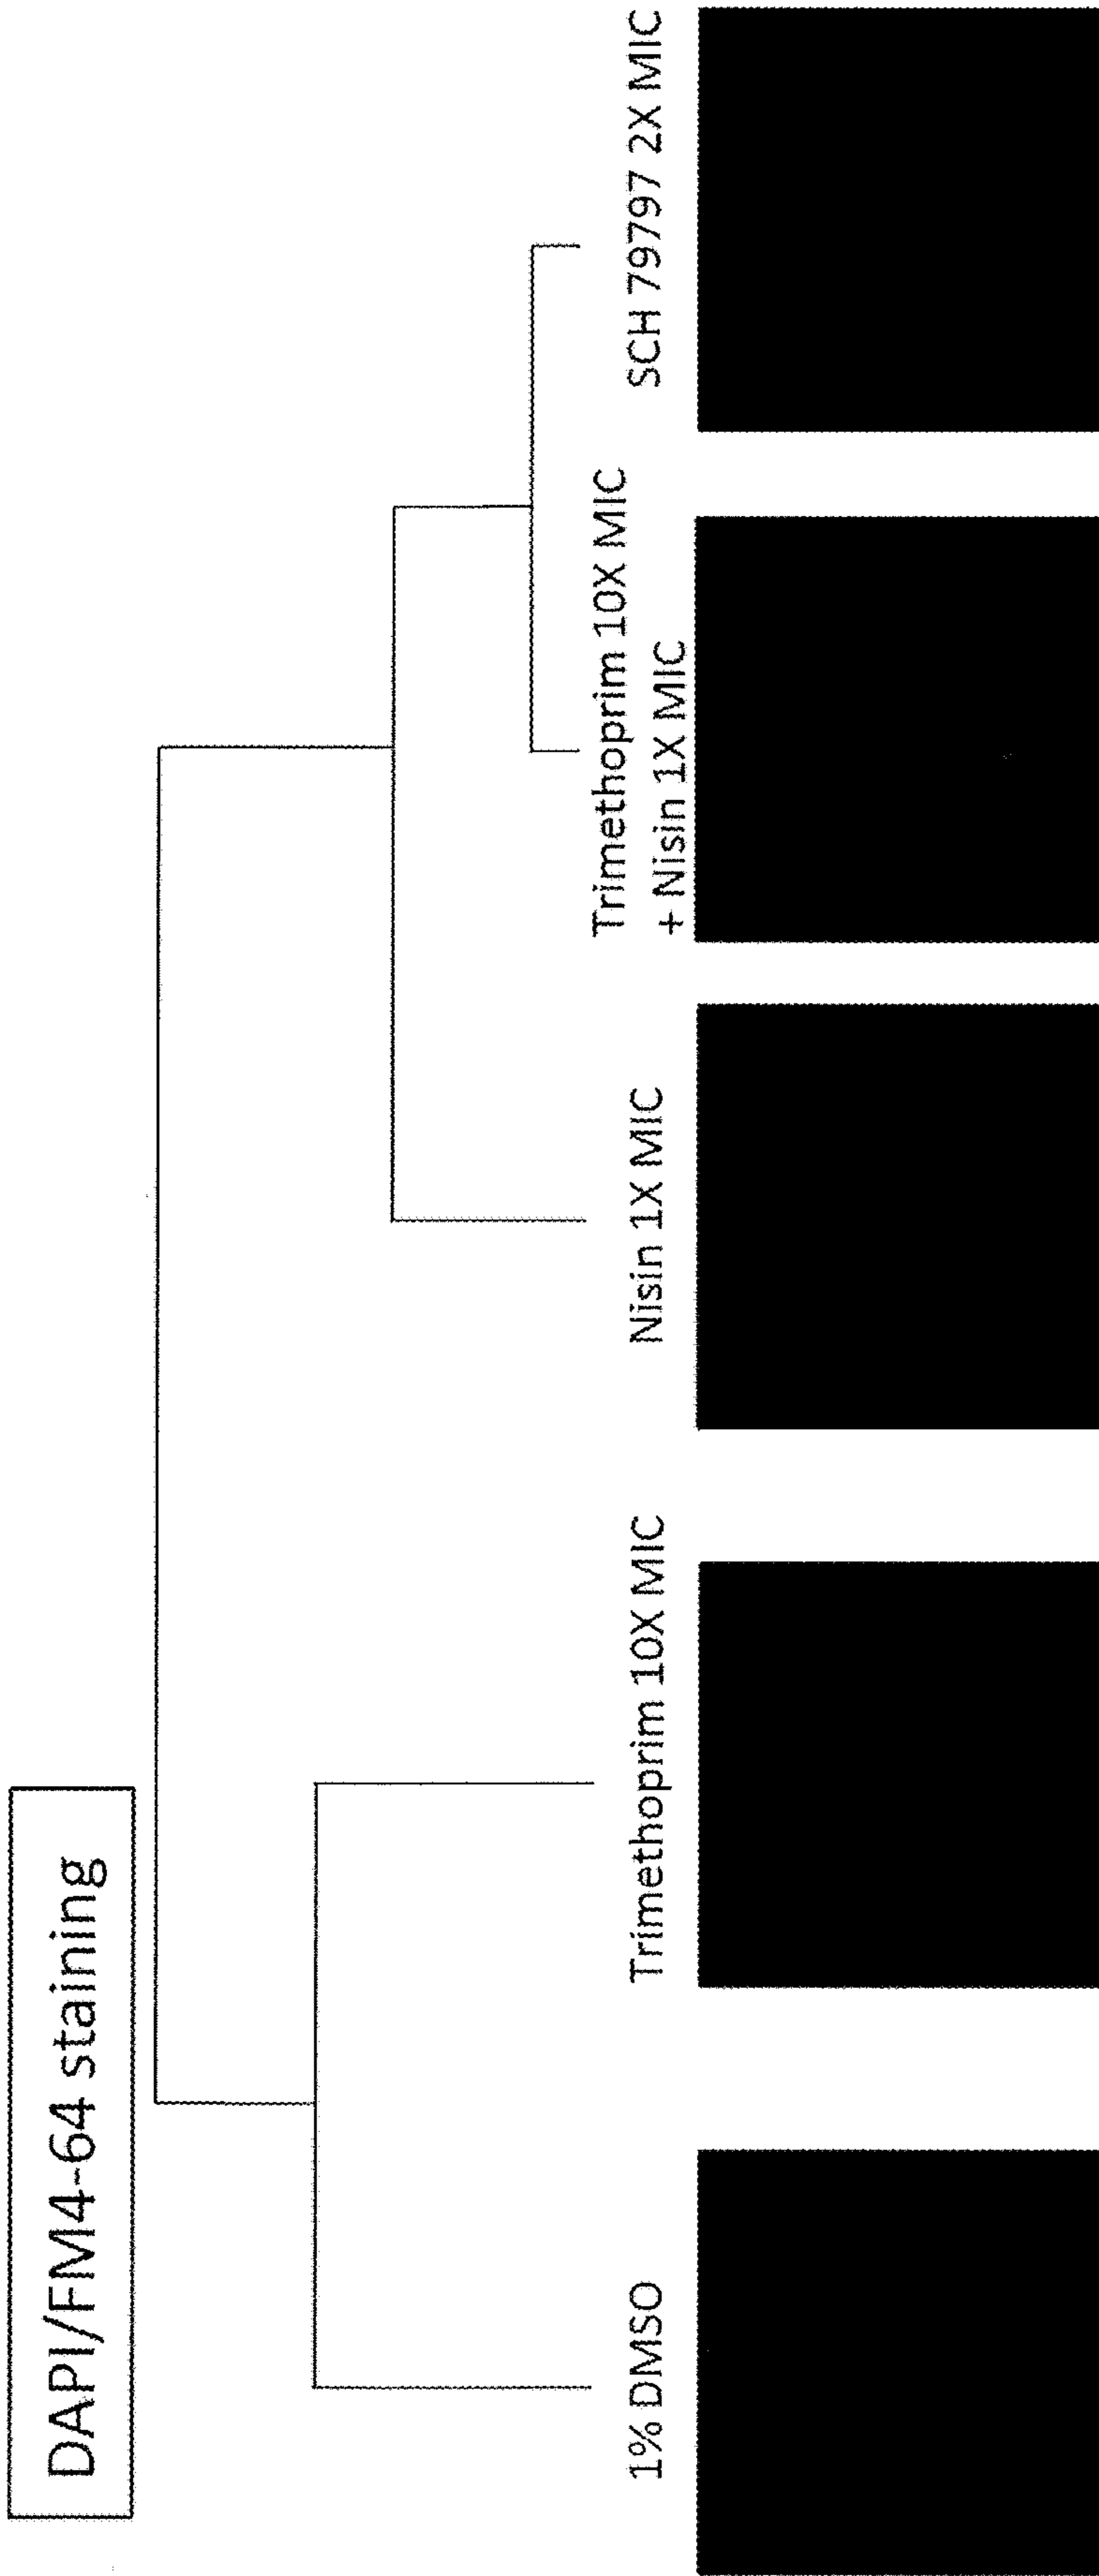 DAPI/FM4-64 staining
1% DMSO
Trimethoprim 10X MIC
Nisin 1X MIC
Trimethoprim 10X MIC
+ Nisin 1X MIC
SCH 79797 2X MIC